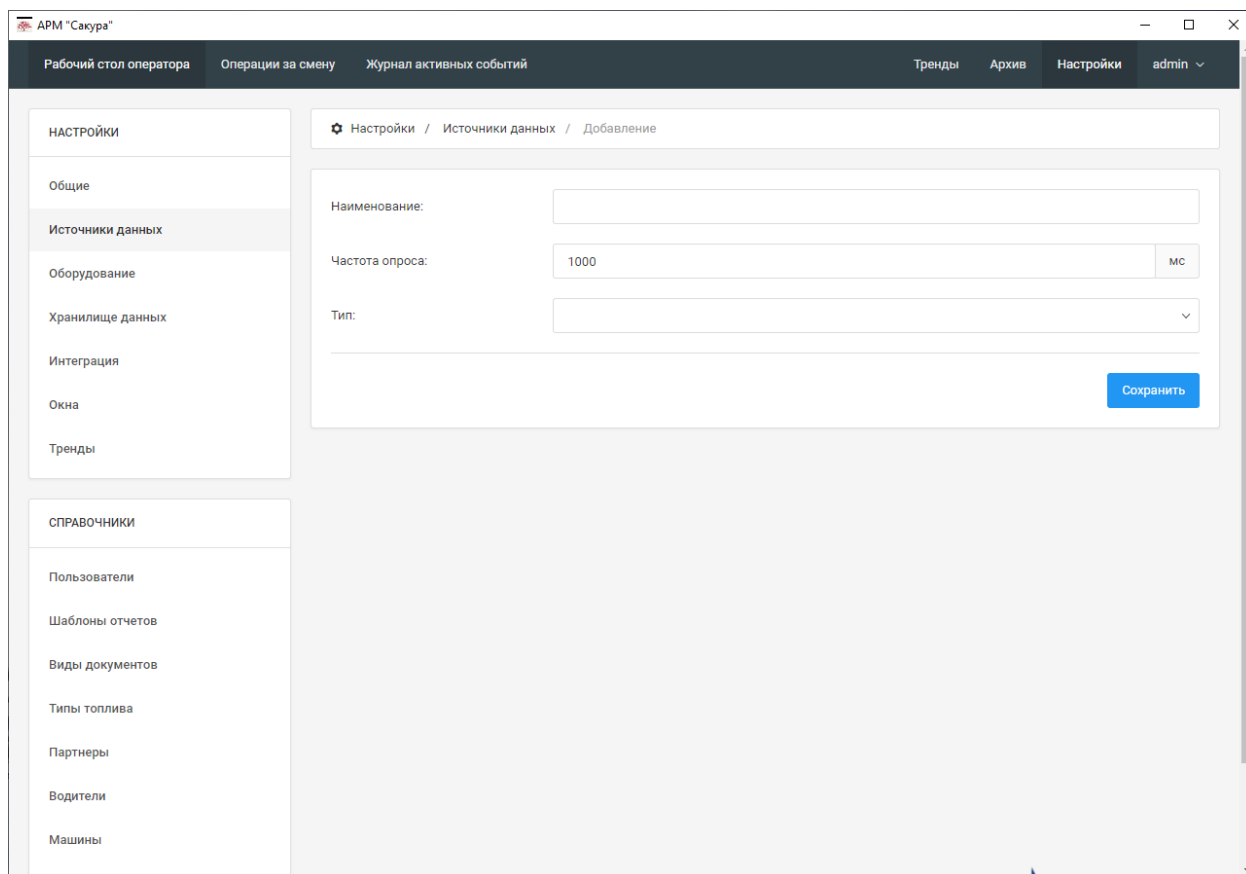 АРМ "Сакура"
Рабочий стол оператора Операции за смену Журнал активных событий Тренды Архив Настройки admin
НАСТРОЙКИ
Общие
Источники данных
Оборудование
Хранилище данных
Интеграция
Окна
Тренды
СПРАВОЧНИКИ
Пользователи
Шаблоны отчетов
Виды документов
Типы топлива
Партнеры
Водители
Машины
Настройки / Источники данных / Добавление
Наименование:
Частота опроса: 1000 мс
Тип:
Сохранить